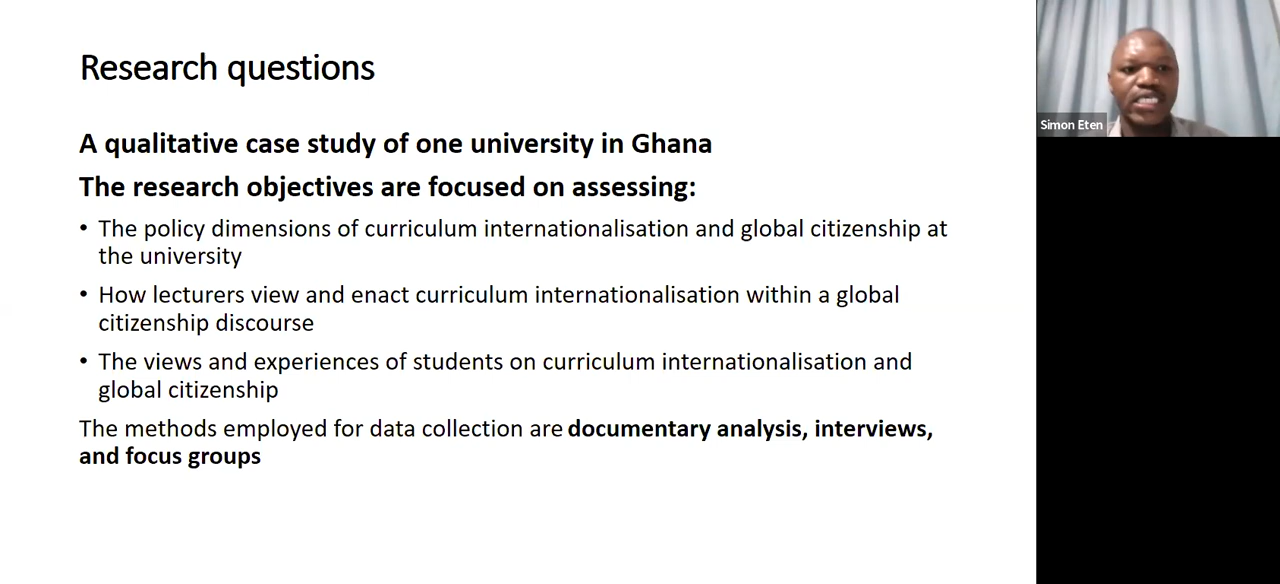 Research questions
A qualitative case study of one university in Ghana
The research objectives are focused on assessing:
• The policy dimensions of curriculum internationalisation and global citizenship at
the university
• How lecturers view and enact curriculum internationalisation within a global
citizenship discourse
• The views and experiences of students on curriculum internationalisation and
global citizenship
The methods employed for data collection are documentary analysis, interviews,
and focus groups
Simon Eten